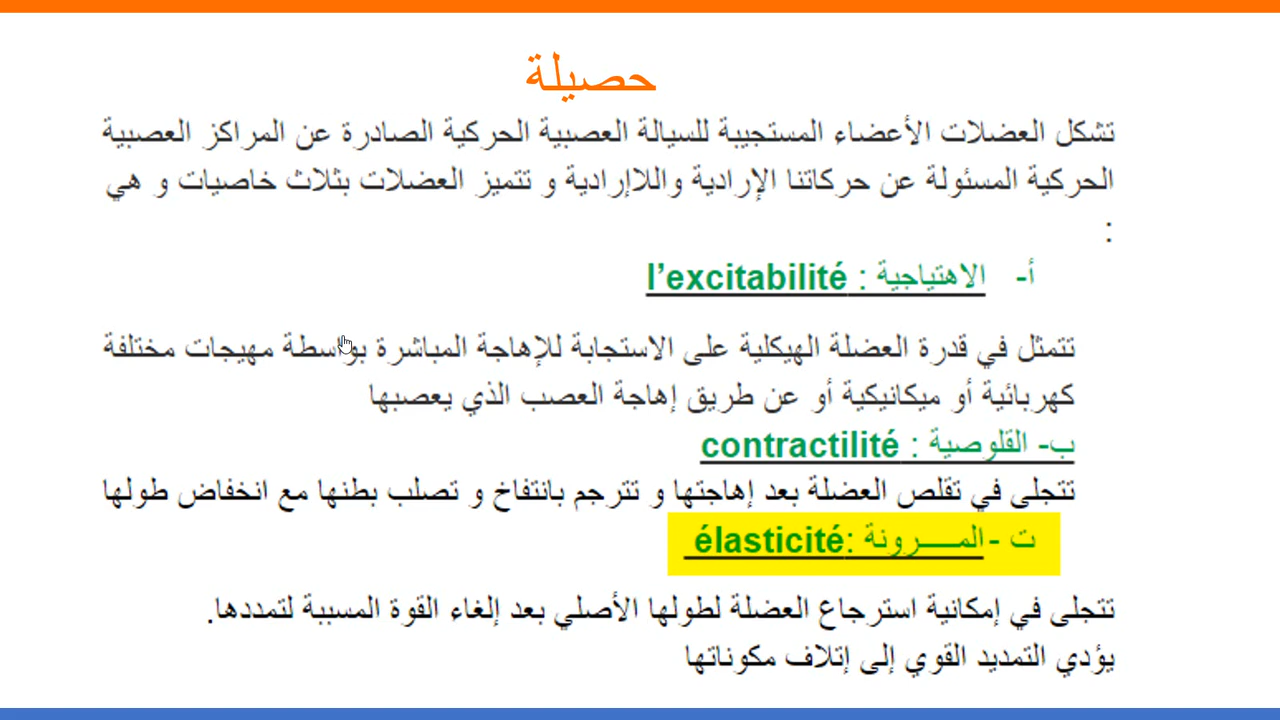 حصيلة
تشكل العضلات الأعضاء المستجيبة للسيالة العصبية الحركية الصادرة عن المراكز العصبية
الحركية المسئولة عن حركاتنا الإرادية واللاإرادية و تتميز العضلات بثلاث خاصيات و هي
:
أ- الاهتياجية : l’excitabilité
تتمثل في قدرة العضلة الهيكلية على الاستجابة للإهاجة المباشرة بواسطة مهيجات مختلفة
كهربائية أو ميكانيكية أو عن طريق إهاجة العصب الذي يعصبها
ب- القلوصية : contractilité
تتجلى في تقلص العضلة بعد إهاجتها و تترجم بانتفاخ و تصلب بطنها مع انخفاض طولها
ت - المـــــرونة :élasticité
تتجلى في إمكانية استرجاع العضلة لطولها الأصلي بعد إلغاء القوة المسببة لتمددها.
يؤدي التمديد القوي إلى إتلاف مكوناتها